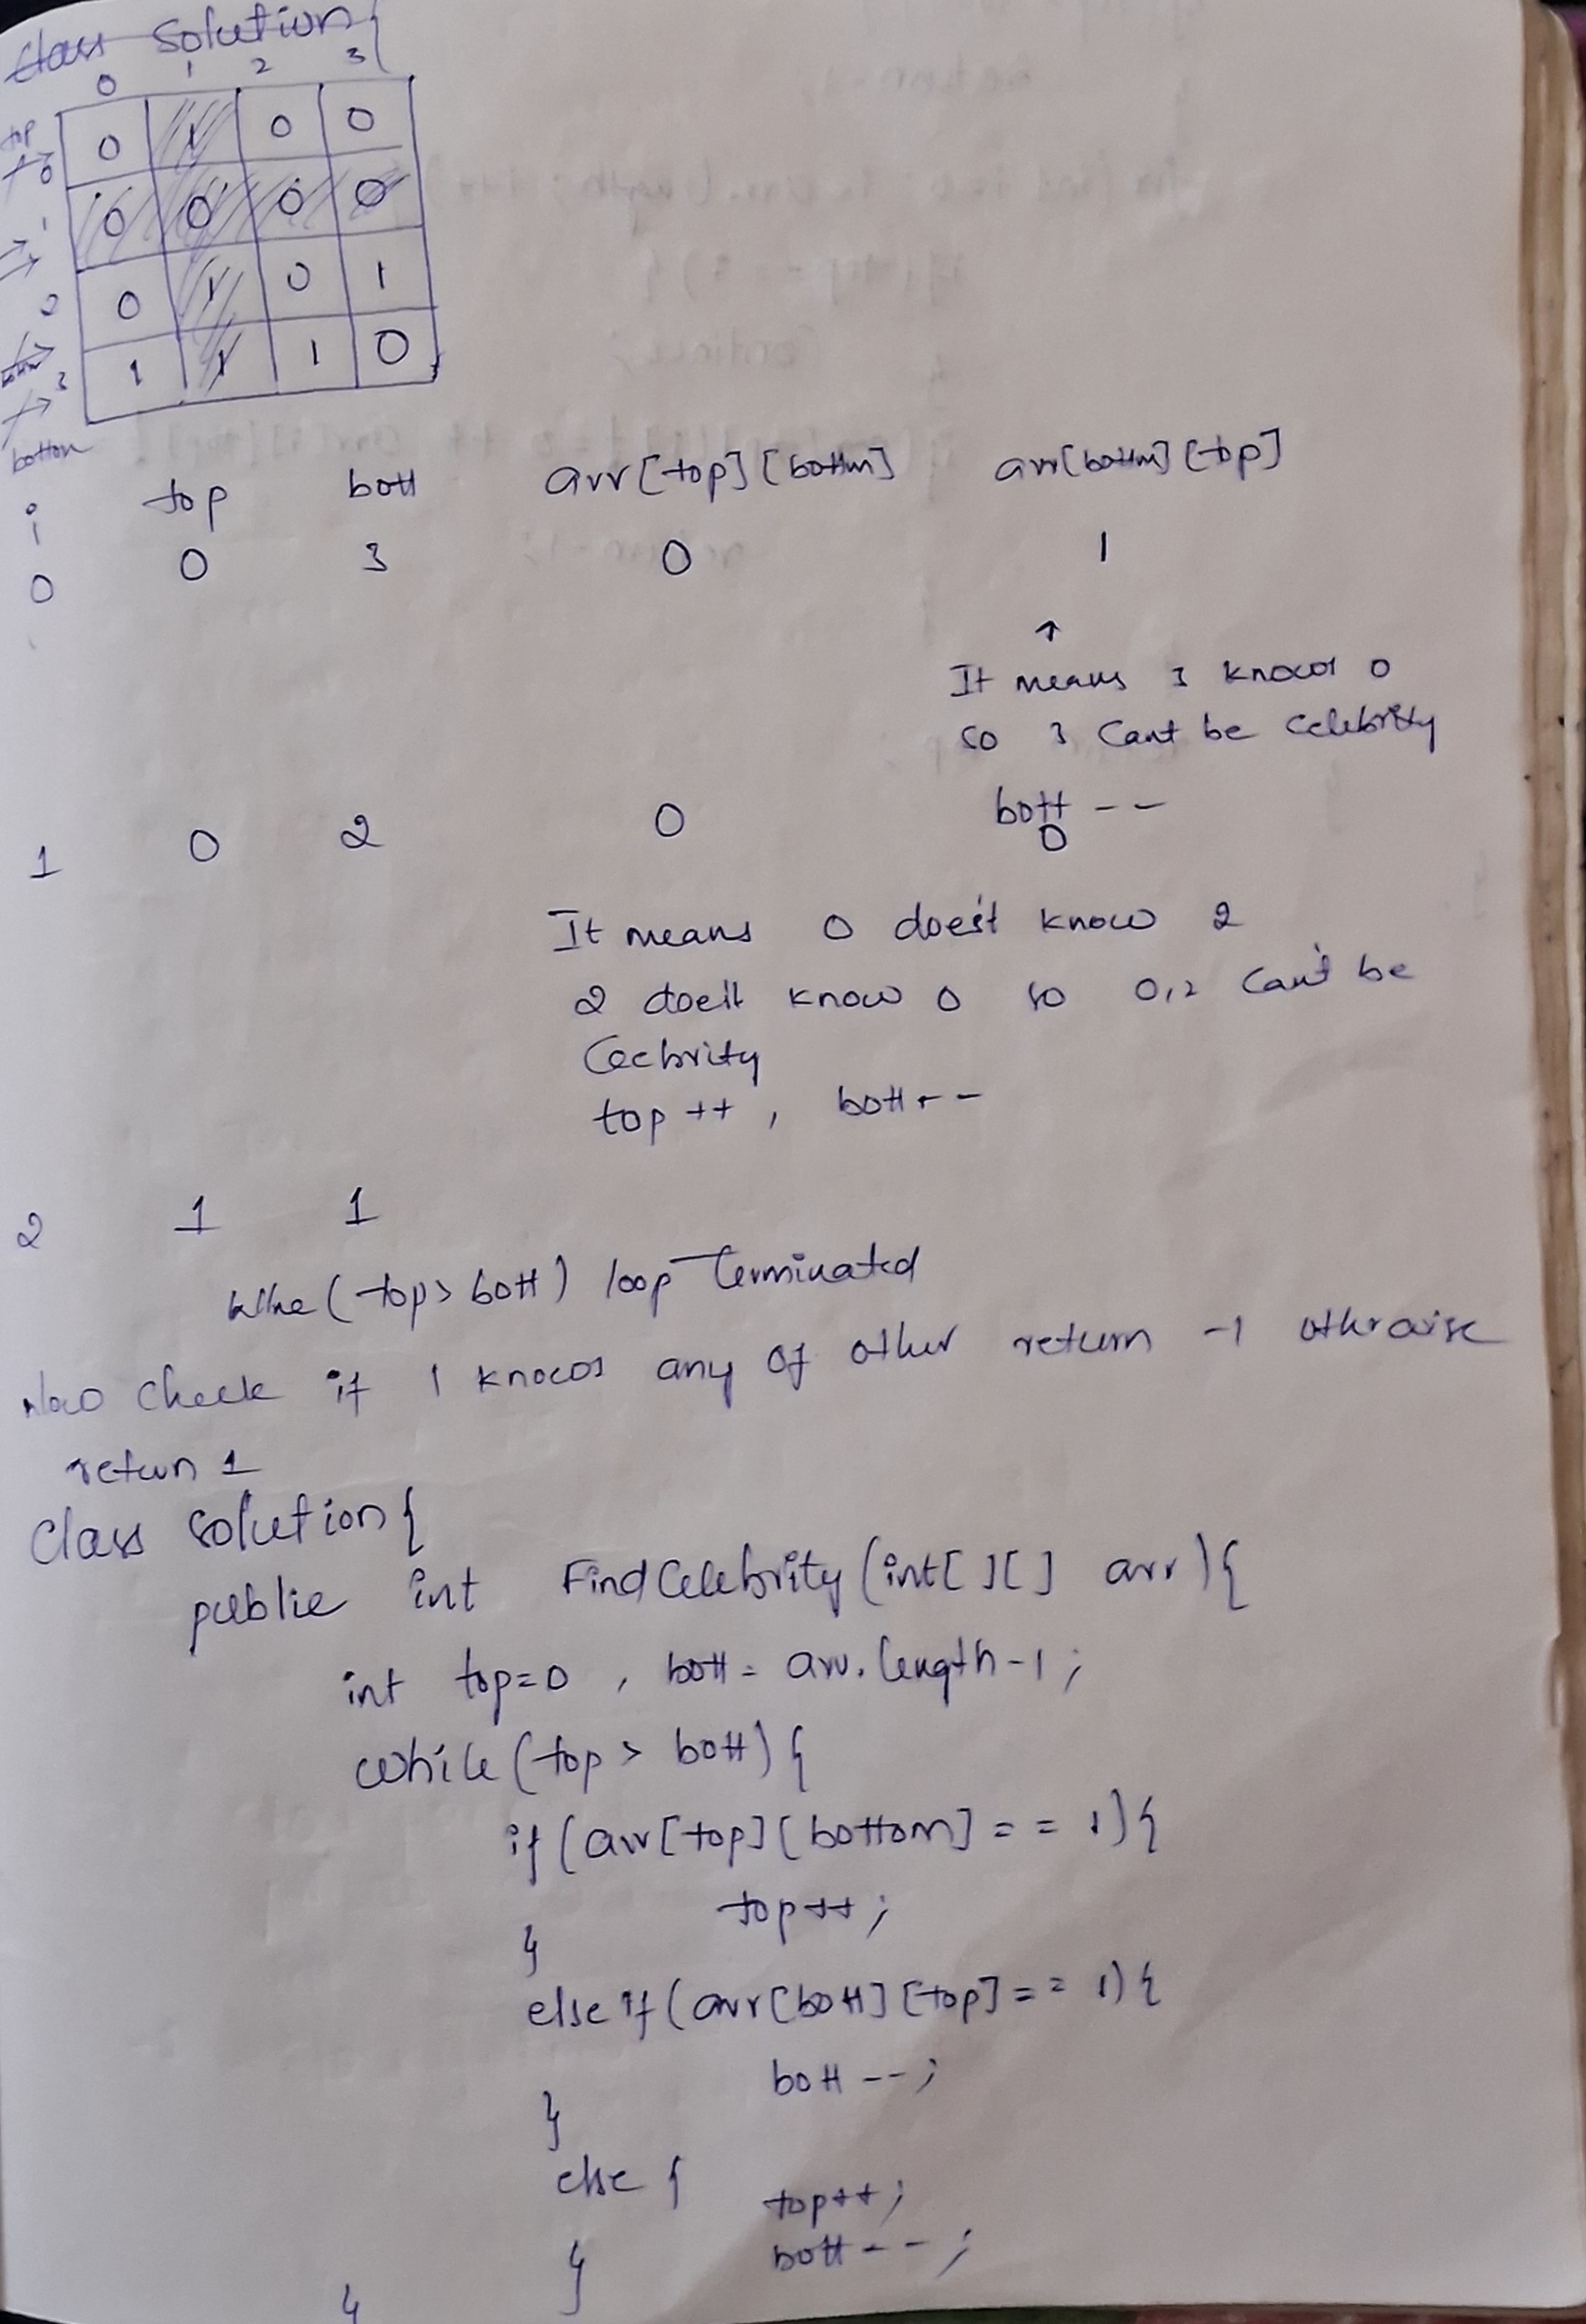 class solution{
0 1 2 3
top
0 0 1 0 0
1 0 0 0 0
2 0 1 0 1
3 1 1 1 0
bottom
i top bott arr[top][bottom] arr[bottom][top]
0 0 3 0 1
↑
It means 3 knows 0
so 3 Cant be celebrity
bott --
1 0 2 0 0
It means 0 does't know 2
2 does't know 0 so 0,2 Can't be
Cecbrity
top ++ , bott --
2 1 1
(top > bott) loop Terminated
Now check if 1 knows any of other return -1 otherwise
return 1
class solution{
public int FindCelebrity(int[][] arr){
int top=0 , bott = arr.length-1;
while(top > bott){
if(arr[top][bottom] == 1){
top++;
}
else if(arr[bott][top] == 1){
bott --;
}
else {
top++;
bott --;
}
}